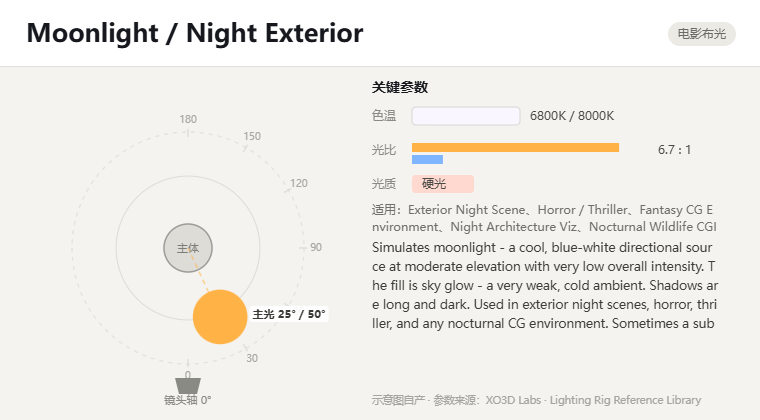 Moonlight / Night Exterior
电影布光
关键参数
色温
6800K / 8000K
光比
6.7 : 1
光质
硬光
适用：Exterior Night Scene、Horror / Thriller、Fantasy CG E
nvironment、Night Architecture Viz、Nocturnal Wildlife CGI
Simulates moonlight - a cool, blue-white directional sour
ce at moderate elevation with very low overall intensity. T
he fill is sky glow - a very weak, cold ambient. Shadows ar
e long and dark. Used in exterior night scenes, horror, thri
ller, and any nocturnal CG environment. Sometimes a sub
180
150
120
90
主体
主光 25° / 50°
30
0
镜头轴 0°
示意图自产 · 参数来源：XO3D Labs · Lighting Rig Reference Library